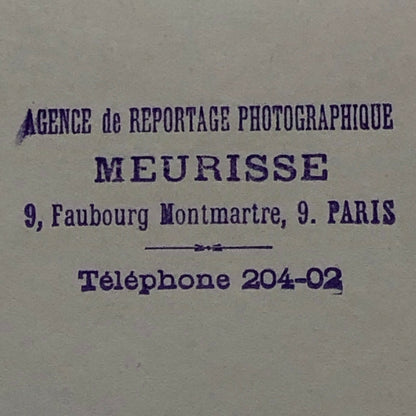 AGENCE de REPORTAGE PHOTOGRAPHIQUE
MEURISSE
9, Faubourg Montmartre, 9. PARIS
Téléphone 204-02